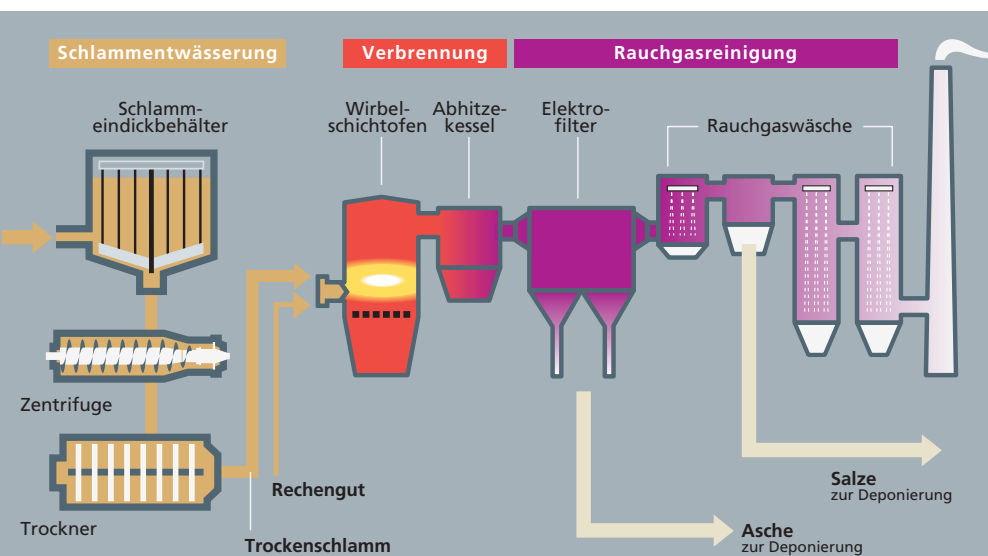 Schlammentwässerung
Verbrennung
Rauchgasreinigung
Schlamm-
eindickbehälter
Wirbel-
schichtofen
Abhitze-
kessel
Elektro-
filter
Rauchgaswäsche
Zentrifuge
Trockner
Rechengut
Trockenschlamm
Salze
zur Deponierung
Asche
zur Deponierung